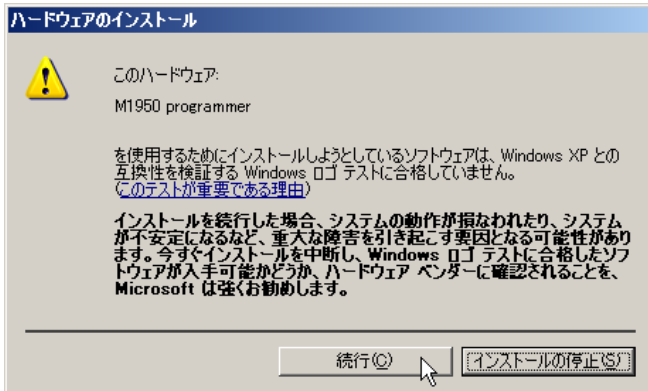 ハードウェアのインストール
このハードウェア:
M1950 programmer
を使用するためにインストールしようとしているソフトウェアは、Windows XP との
互換性を検証する Windows ロゴ テストに合格していません。
(このテストが重要である理由)
インストールを続行した場合、システムの動作が損なわれたり、システム
が不安定になるなど、重大な障害を引き起こす要因となる可能性があり
ます。今すぐインストールを中断し、Windows ロゴ テストに合格したソフ
トウェアが入手可能かどうか、ハードウェア ベンダーに確認されることを、
Microsoft は強くお勧めします。
続行(C) インストールの停止(S)